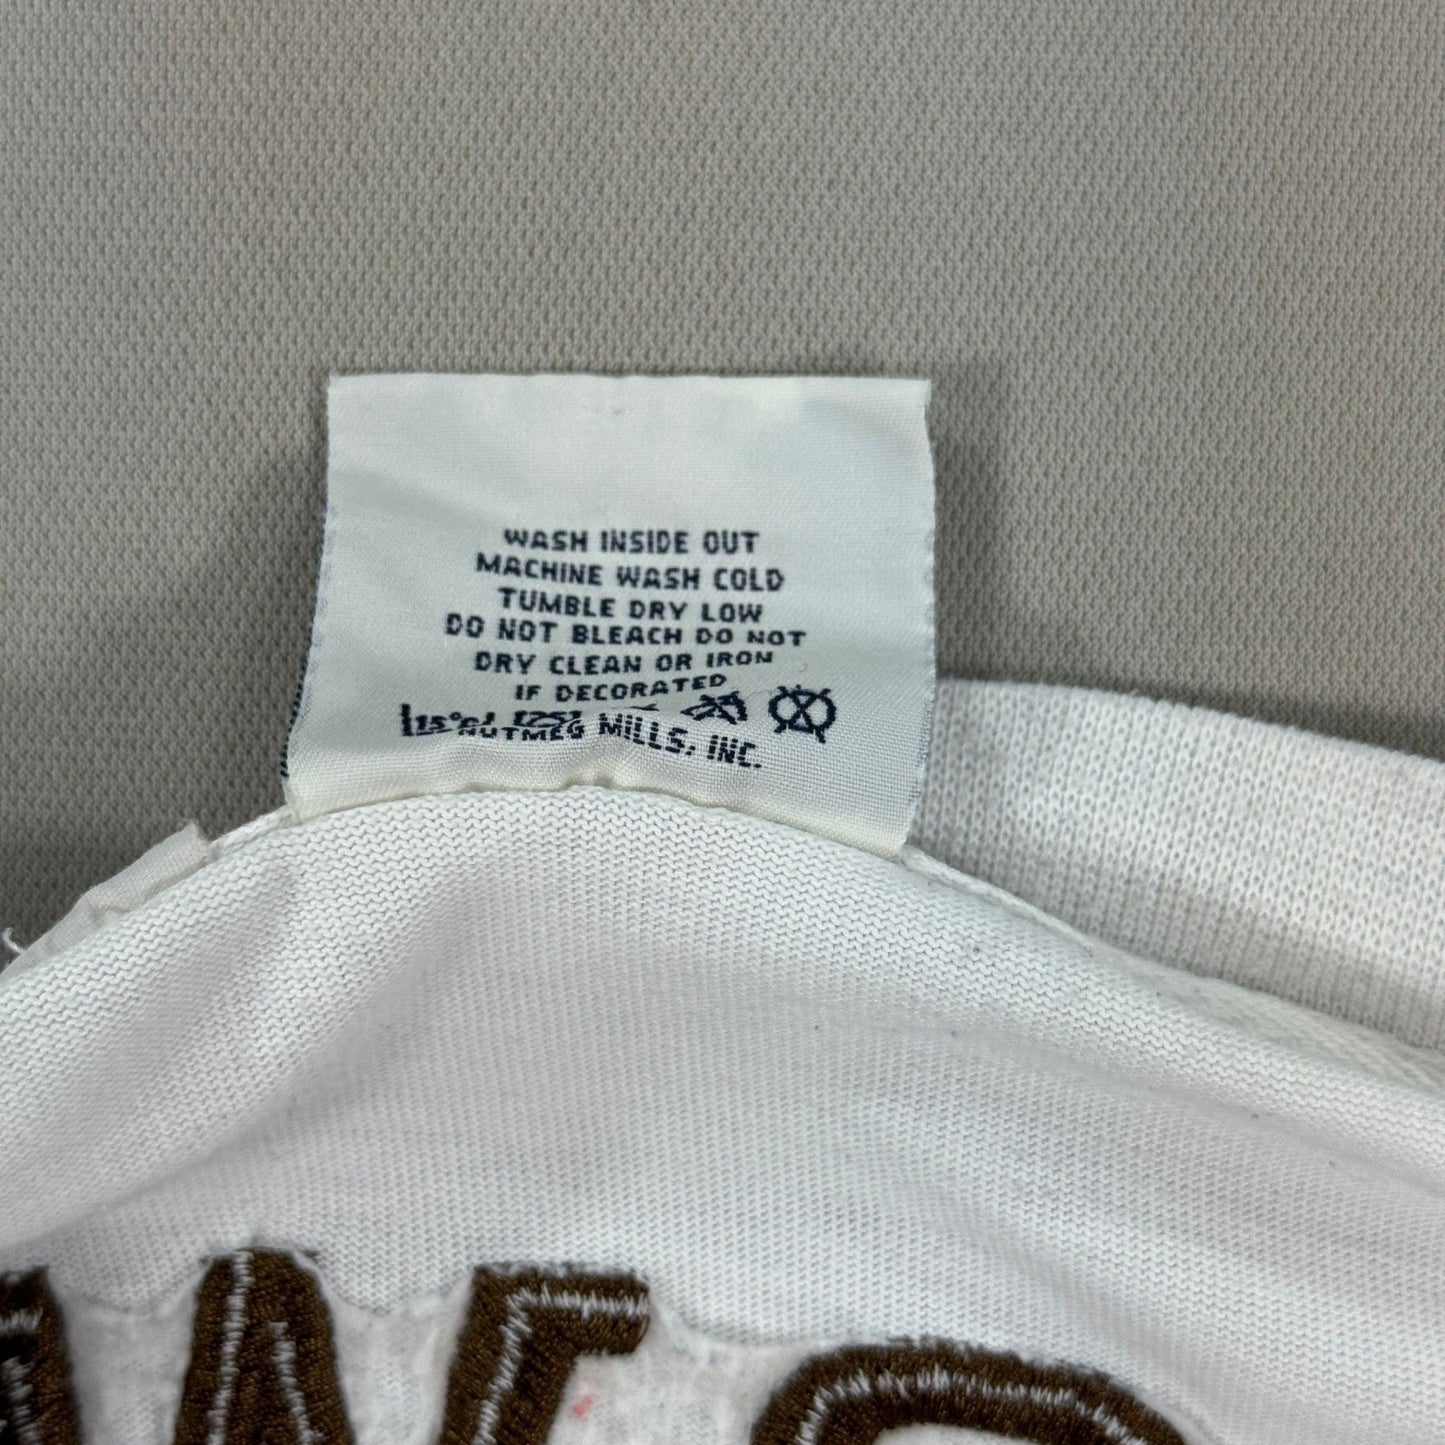 WASH INSIDE OUT
MACHINE WASH COLD
TUMBLE DRY LOW
DO NOT BLEACH DO NOT
DRY CLEAN OR IRON
IF DECORATED
NUTMEG MILLS, INC.